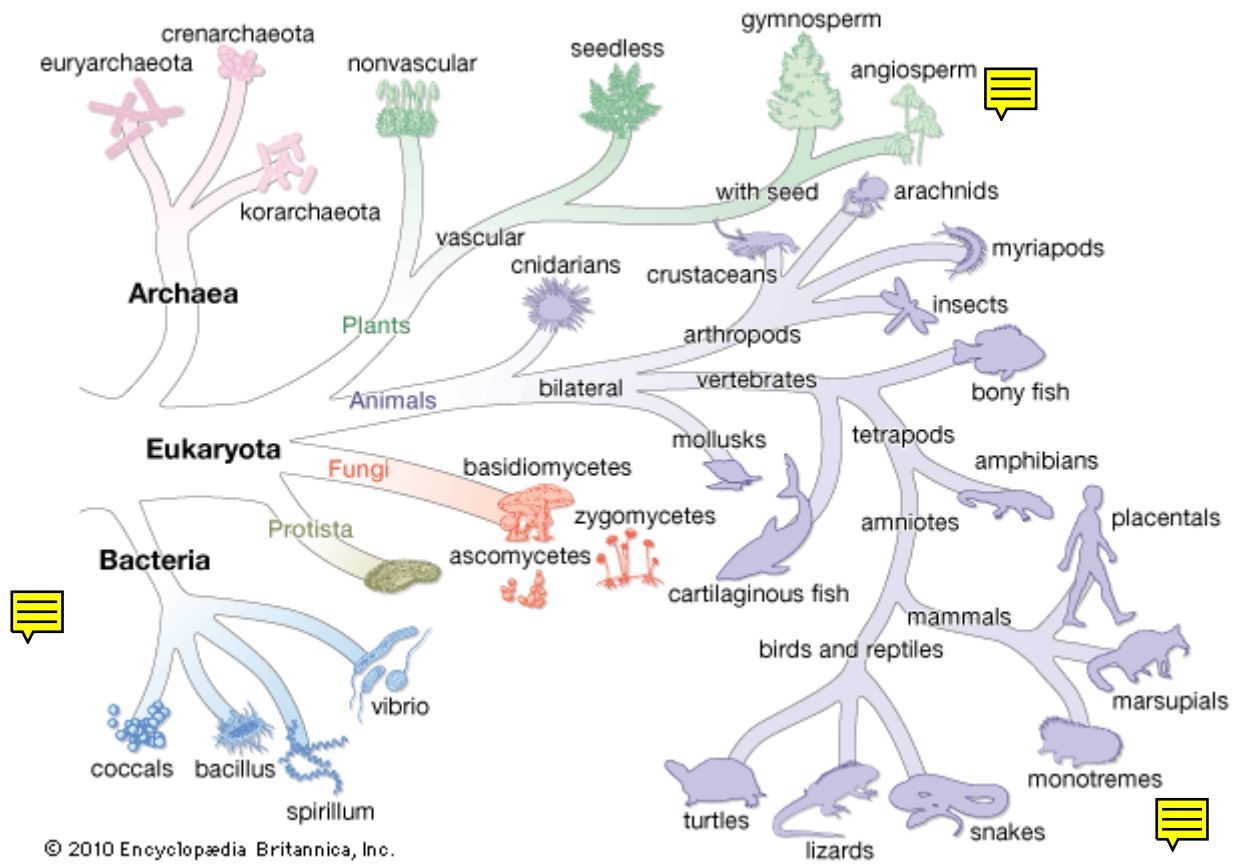 gymnosperm
crenarchaeota
seedless
euryarchaeota
nonvascular
angiosperm
with seed
arachnids
korarchaeota
vascular
myriapods
cnidarians
crustaceans
Archaea
insects
Plants
arthropods
vertebrates
bilateral
bony fish
Animals
mollusks
tetrapods
Eukaryota
amphibians
Fungi
basidiomycetes
zygomycetes
placentals
amniotes
Protista
ascomycetes
Bacteria
cartilaginous fish
mammals
birds and reptiles
marsupials
vibrio
coccals
bacillus
monotremes
spirillum
turtles
snakes
lizards
© 2010 Encyclopædia Britannica, Inc.